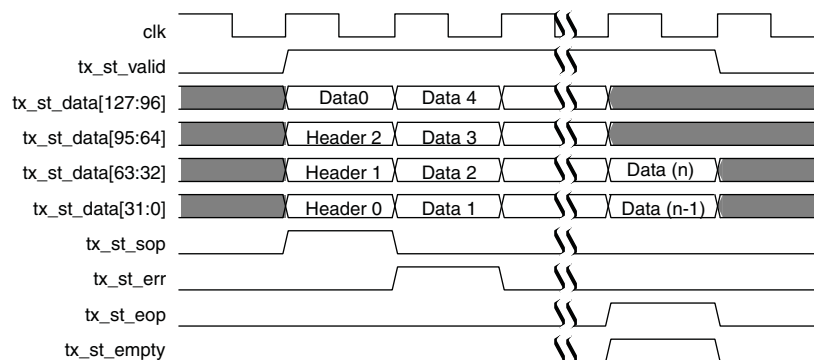 clk
tx_st_valid
tx_st_data[127:96] Data0 Data 4
tx_st_data[95:64] Header 2 Data 3
tx_st_data[63:32] Header 1 Data 2 Data (n)
tx_st_data[31:0] Header 0 Data 1 Data (n-1)
tx_st_sop
tx_st_err
tx_st_eop
tx_st_empty